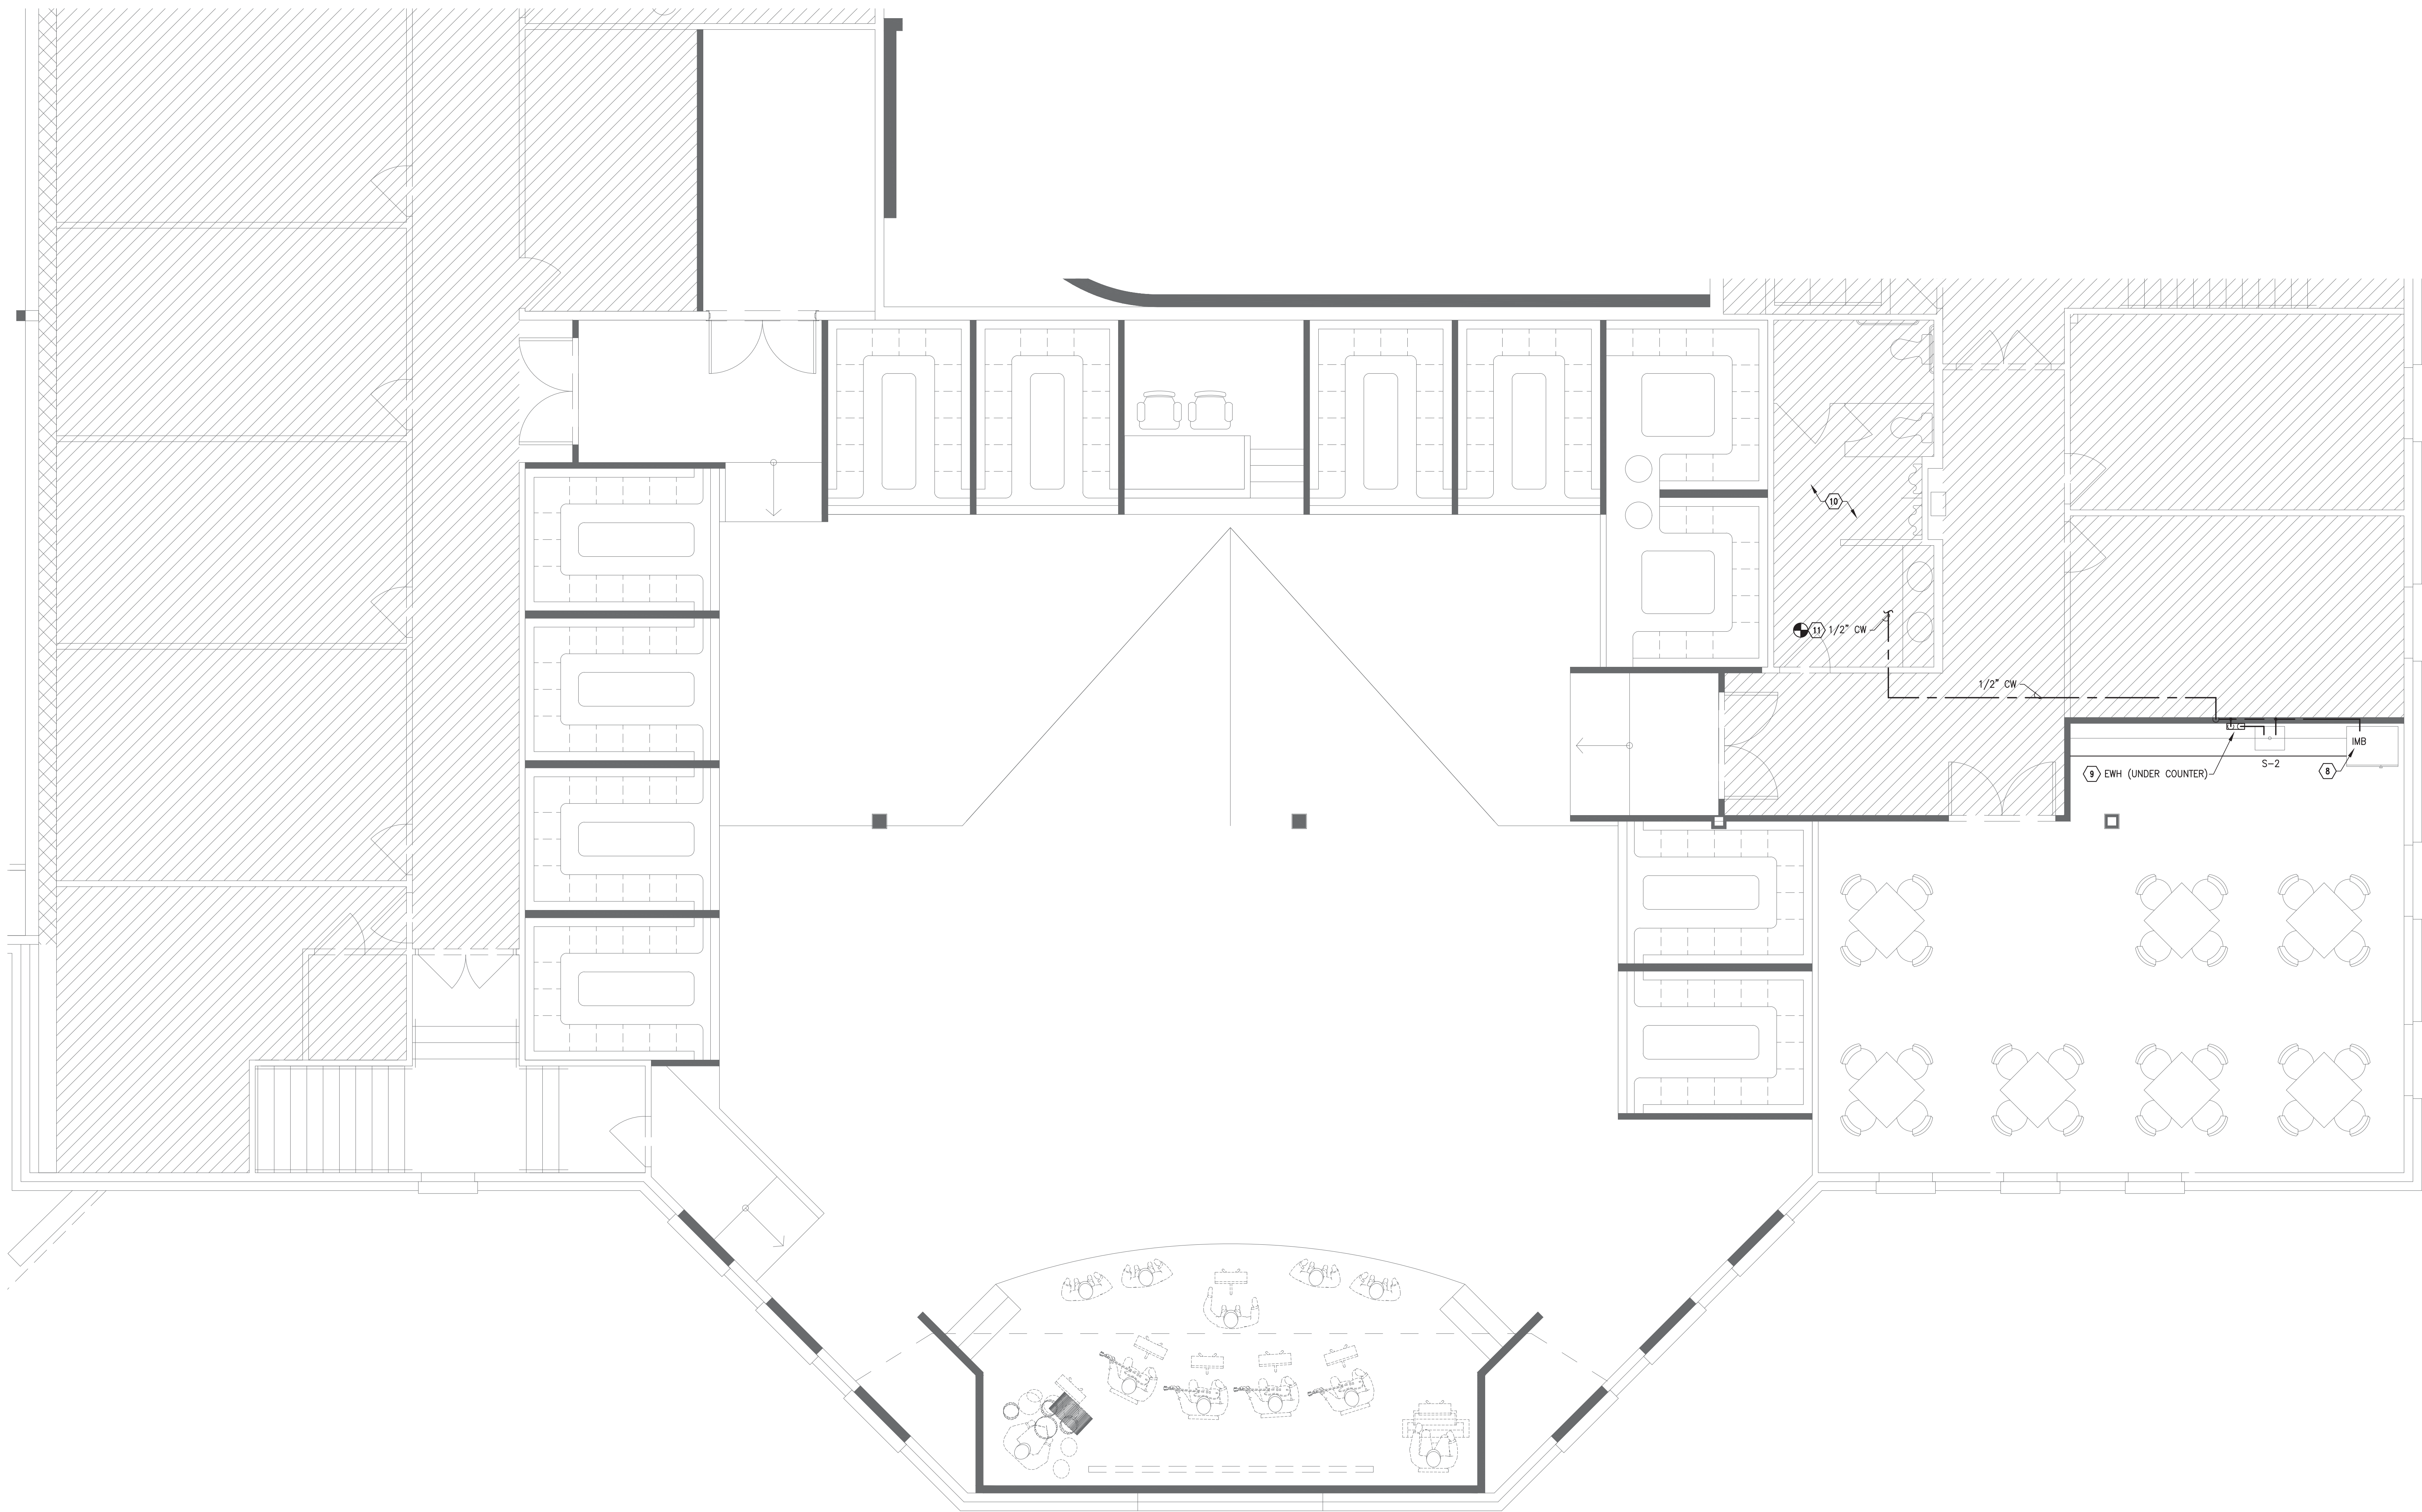 10
11 1/2" CW
1/2" CW
IMB
S-2
8
9 EWH (UNDER COUNTER)